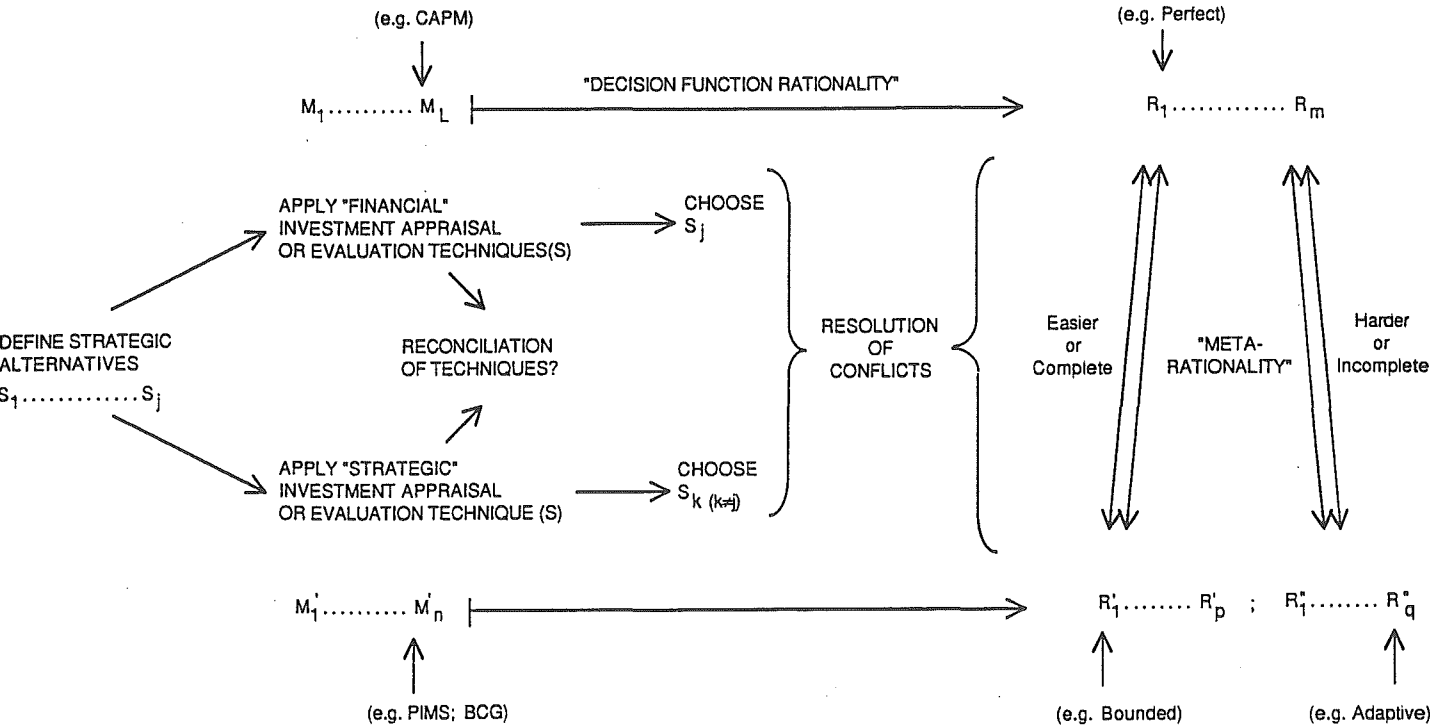 (e.g. CAPM)
(e.g. Perfect)
"DECISION FUNCTION RATIONALITY"
M1.......... ML
R1............. Rm
APPLY "FINANCIAL"
INVESTMENT APPRAISAL
OR EVALUATION TECHNIQUES(S)
CHOOSE
Sj
DEFINE STRATEGIC
ALTERNATIVES
S1............. Sj
RECONCILIATION
OF TECHNIQUES?
RESOLUTION
OF
CONFLICTS
Easier
or
Complete
"META-
RATIONALITY"
Harder
or
Incomplete
APPLY "STRATEGIC"
INVESTMENT APPRAISAL
OR EVALUATION TECHNIQUE (S)
CHOOSE
Sk (k≠j)
M'1.......... M'n
R'1........ R'p ; R"1........ R"q
(e.g. PIMS; BCG)
(e.g. Bounded)
(e.g. Adaptive)